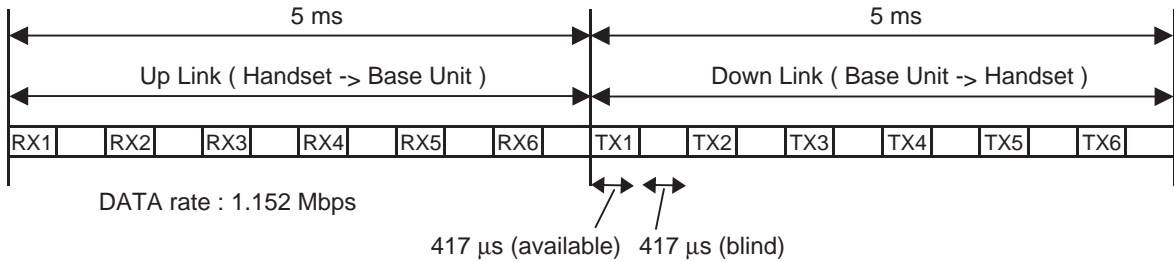 5 ms 5 ms
Up Link ( Handset -> Base Unit ) Down Link ( Base Unit -> Handset )
RX1 RX2 RX3 RX4 RX5 RX6 TX1 TX2 TX3 TX4 TX5 TX6
DATA rate : 1.152 Mbps
417 μs (available) 417 μs (blind)